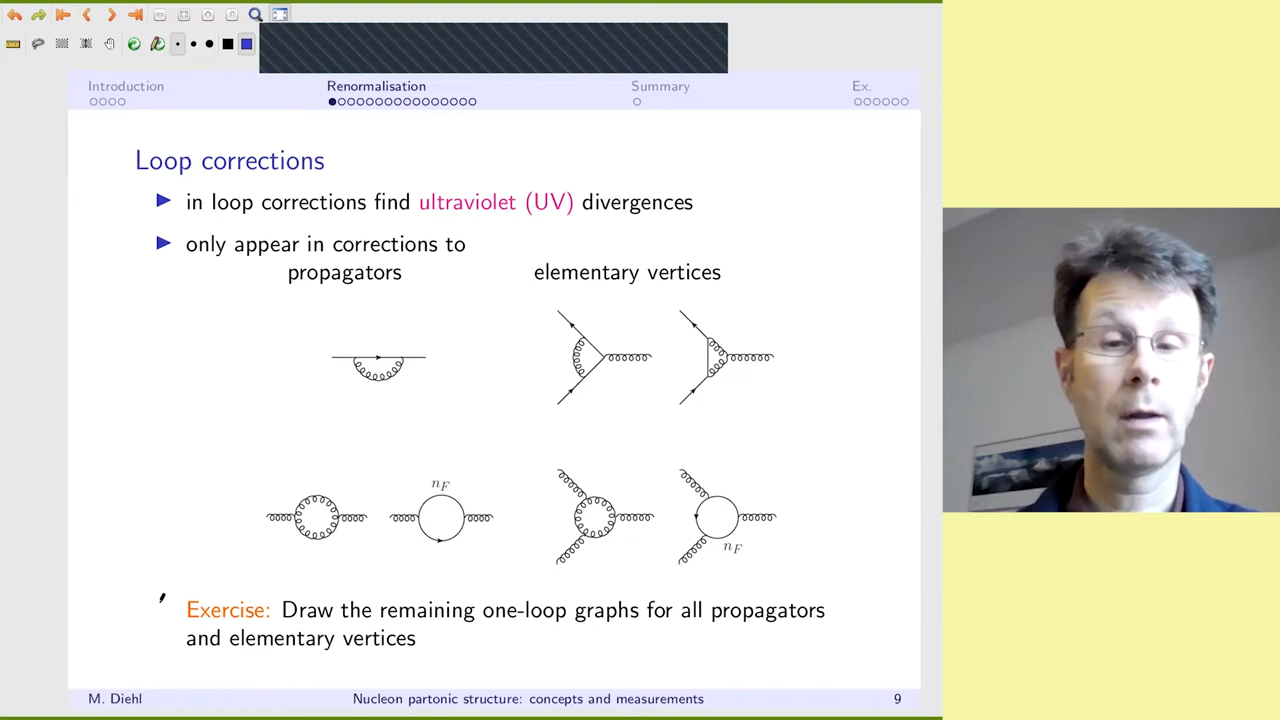 Introduction Renormalisation Summary Ex.
Loop corrections
in loop corrections find ultraviolet (UV) divergences
only appear in corrections to
propagators elementary vertices
n_F
n_F
Exercise: Draw the remaining one-loop graphs for all propagators
and elementary vertices
M. Diehl Nucleon partonic structure: concepts and measurements 9